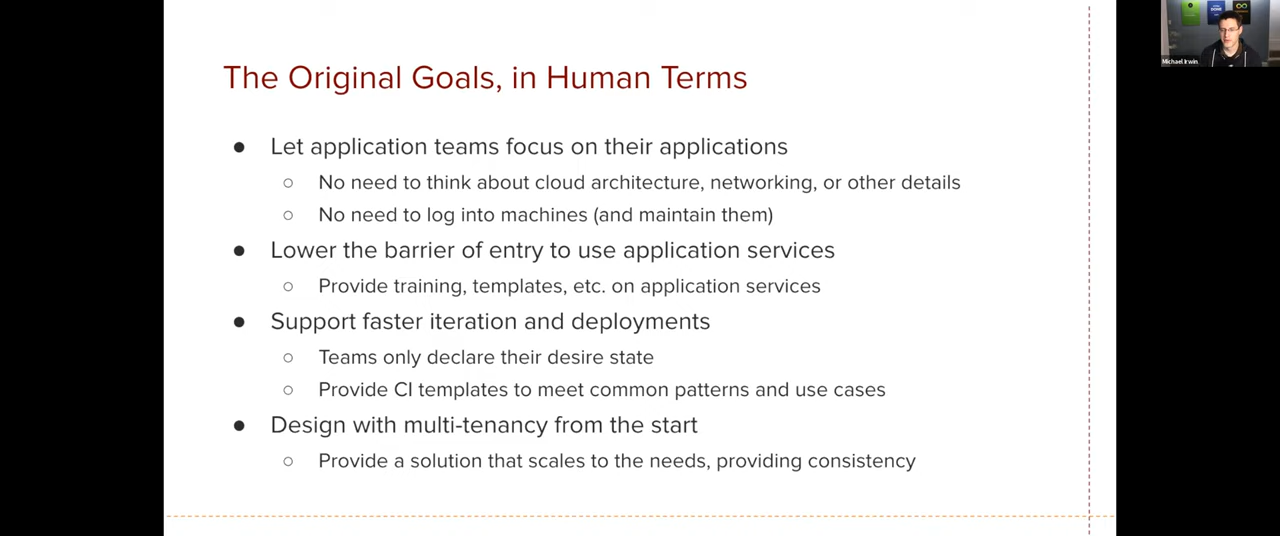 The Original Goals, in Human Terms
● Let application teams focus on their applications
○ No need to think about cloud architecture, networking, or other details
○ No need to log into machines (and maintain them)
● Lower the barrier of entry to use application services
○ Provide training, templates, etc. on application services
● Support faster iteration and deployments
○ Teams only declare their desire state
○ Provide CI templates to meet common patterns and use cases
● Design with multi-tenancy from the start
○ Provide a solution that scales to the needs, providing consistency
Michael Irwin